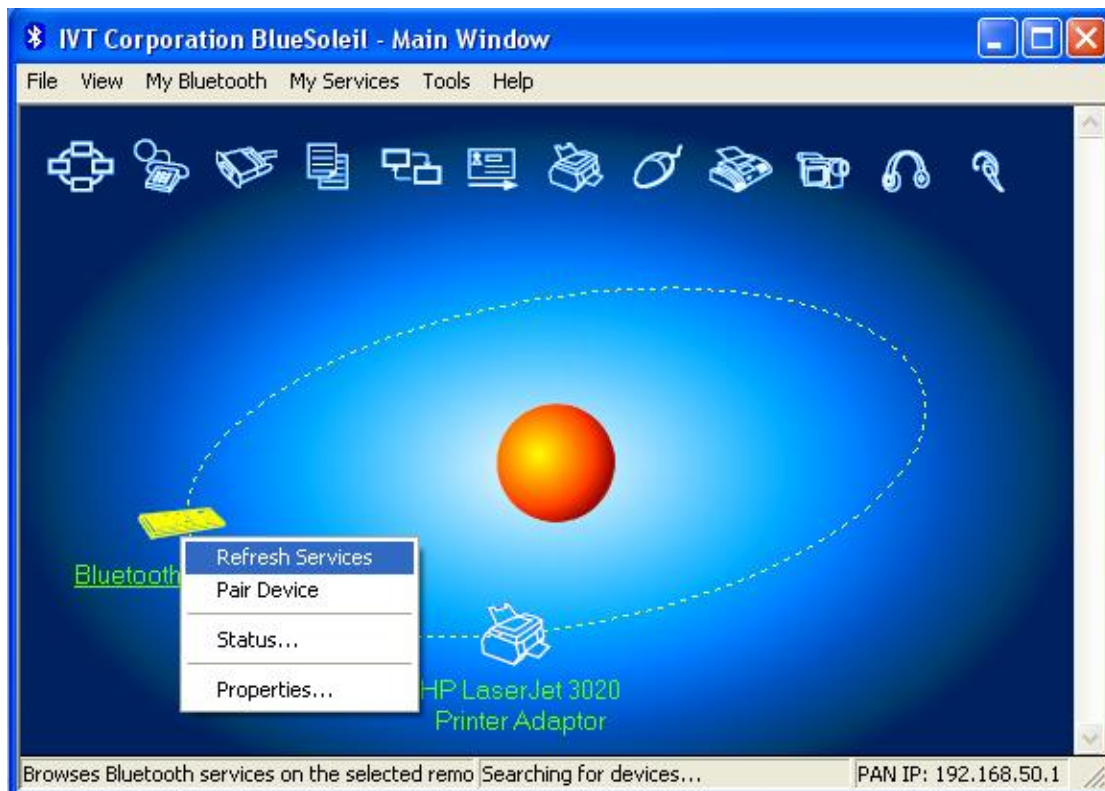 IVT Corporation BlueSoleil - Main Window
File View My Bluetooth My Services Tools Help
Bluetooth
Refresh Services
Pair Device
Status...
Properties...
HP LaserJet 3020
Printer Adaptor
Browses Bluetooth services on the selected remo Searching for devices... PAN IP: 192.168.50.1